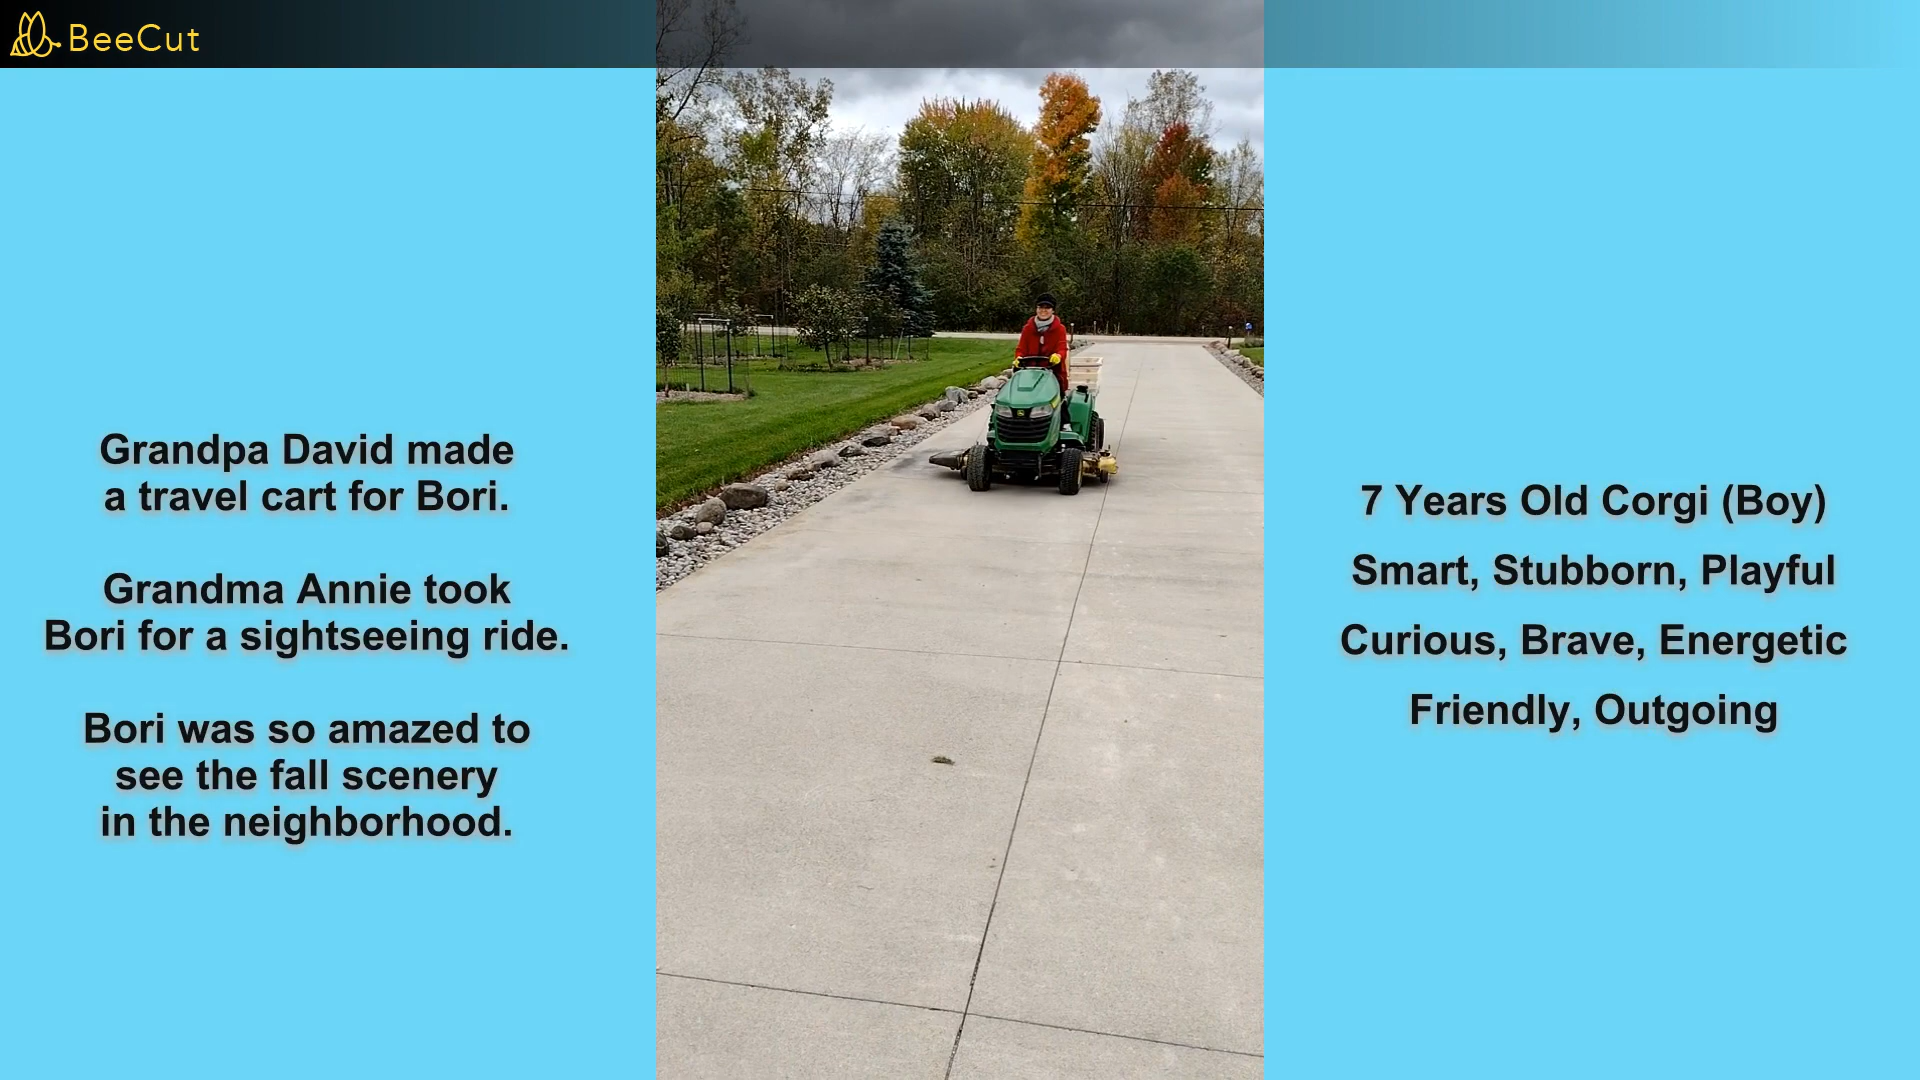 BeeCut
Grandpa David made
a travel cart for Bori.
Grandma Annie took
Bori for a sightseeing ride.
Bori was so amazed to
see the fall scenery
in the neighborhood.
7 Years Old Corgi (Boy)
Smart, Stubborn, Playful
Curious, Brave, Energetic
Friendly, Outgoing